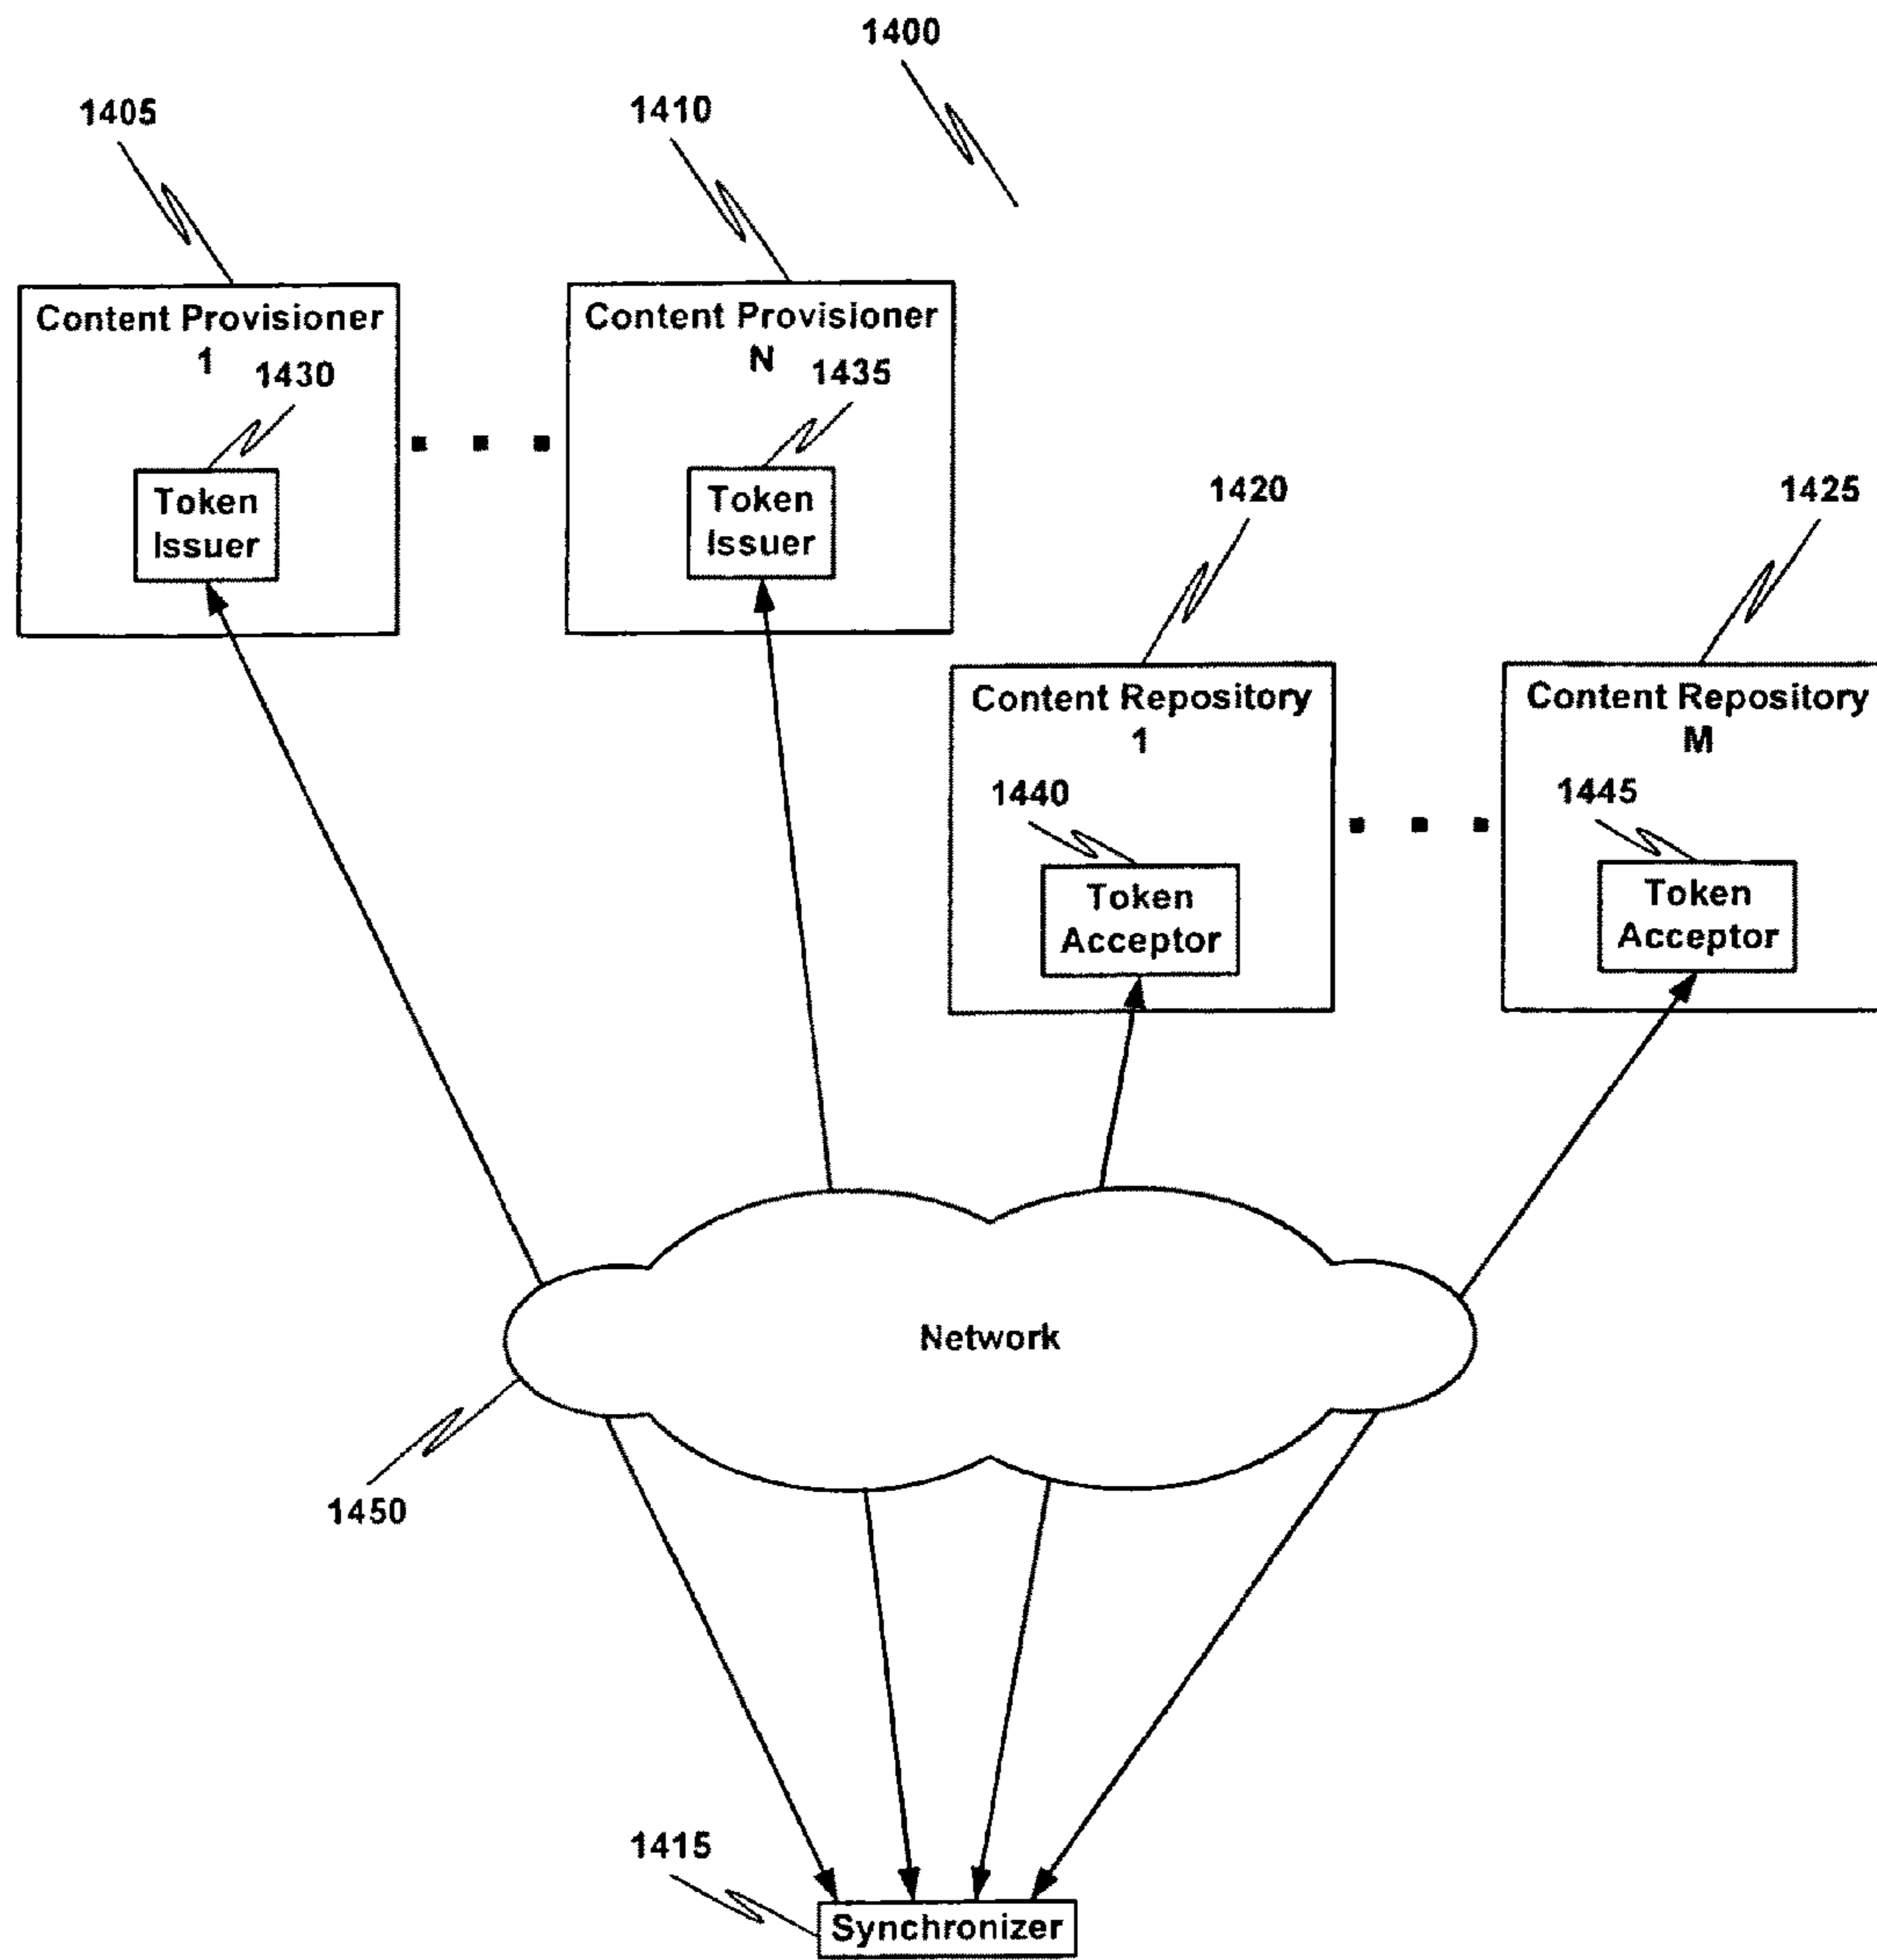 1400
1405
1410
Content Provisioner
1
1430
Token
Issuer
Content Provisioner
N
1435
Token
Issuer
1420
1425
Content Repository
1
1440
Token
Acceptor
Content Repository
M
1445
Token
Acceptor
Network
1450
1415
Synchronizer